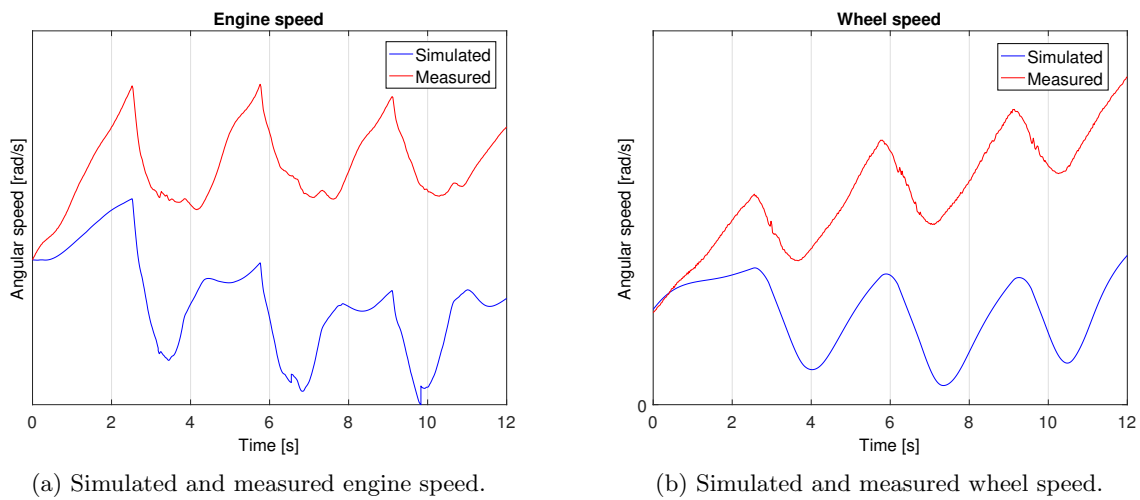 Engine speed
Simulated
Measured
Angular speed [rad/s]
0 2 4 6 8 10 12
Time [s]
(a) Simulated and measured engine speed.
Wheel speed
Simulated
Measured
Angular speed [rad/s]
0
0 2 4 6 8 10 12
Time [s]
(b) Simulated and measured wheel speed.